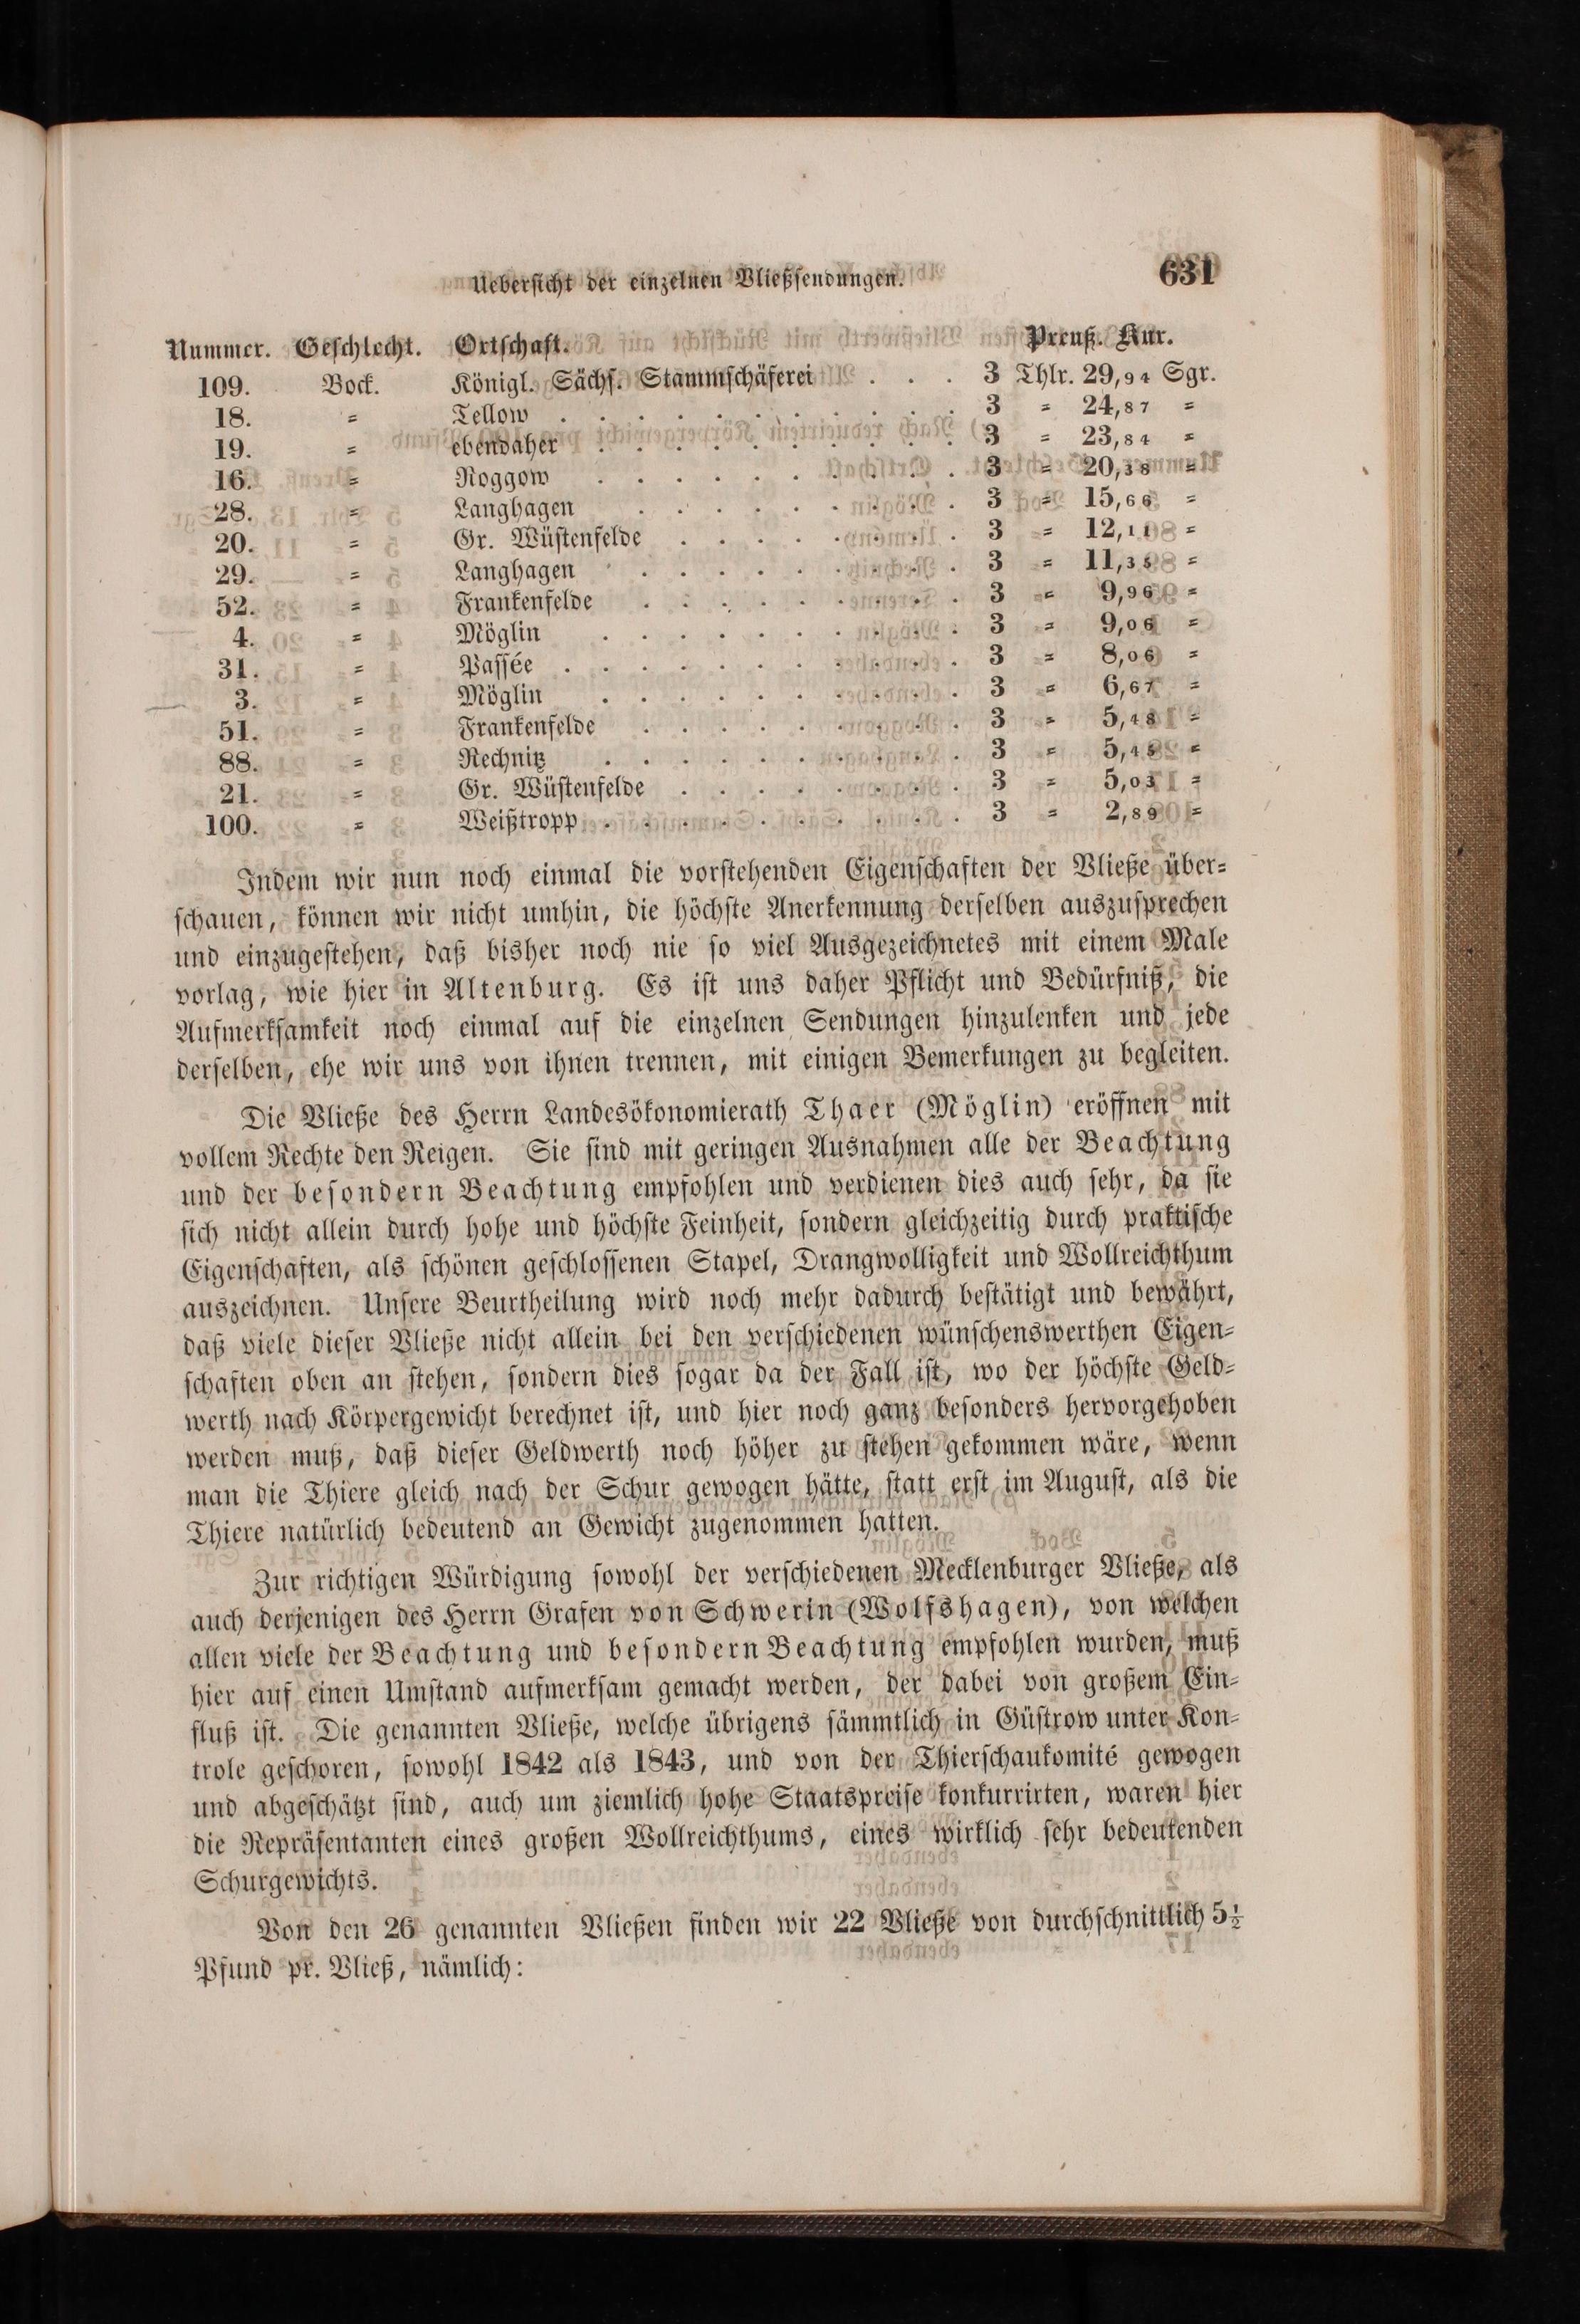 Uebersicht der einzelnen Vließsendungen. 631
Nummer. Geschlecht. Ortschaft. Preuß. Kur.
109. Bock. Königl. Sächs. Stammschäferei . . . 3 Thlr. 29,94 Sgr.
18. = Tellow . . . . . . . . . . . 3 = 24,87 =
19. = ebendaher . . . . . . . . . . 3 = 23,84 =
16. = Roggow . . . . . . . . . . 3 = 20,38 =
28. = Langhagen . . . . . . . . . 3 = 15,66 =
20. = Gr. Wüstenfelde . . . . . . . . 3 = 12,11 =
29. = Langhagen . . . . . . . . . 3 = 11,35 =
52. = Frankenfelde . . . . . . . . . 3 = 9,96 =
4. = Möglin . . . . . . . . . . 3 = 9,06 =
31. = Passée . . . . . . . . . . . 3 = 8,06 =
3. = Möglin . . . . . . . . . . 3 = 6,67 =
51. = Frankenfelde . . . . . . . . . 3 = 5,48 =
88. = Rechnitz . . . . . . . . . . 3 = 5,45 =
21. = Gr. Wüstenfelde . . . . . . . . 3 = 5,03 =
100. = Weißtropp . . . . . . . . . . 3 = 2,89 =
Indem wir nun noch einmal die vorstehenden Eigenschaften der Vließe über-
schauen, können wir nicht umhin, die höchste Anerkennung derselben auszusprechen
und einzugestehen, daß bisher noch nie so viel Ausgezeichnetes mit einem Male
vorlag, wie hier in Altenburg. Es ist uns daher Pflicht und Bedürfniß, die
Aufmerksamkeit noch einmal auf die einzelnen Sendungen hinzulenken und jede
derselben, ehe wir uns von ihnen trennen, mit einigen Bemerkungen zu begleiten.
Die Vließe des Herrn Landesökonomierath Thaer (Möglin) eröffnen mit
vollem Rechte den Reigen. Sie sind mit geringen Ausnahmen alle der Beachtung
und der besondern Beachtung empfohlen und verdienen dies auch sehr, da sie
sich nicht allein durch hohe und höchste Feinheit, sondern gleichzeitig durch praktische
Eigenschaften, als schönen geschlossenen Stapel, Drangwolligkeit und Wollreichthum
auszeichnen. Unsere Beurtheilung wird noch mehr dadurch bestätigt und bewährt,
daß viele dieser Vließe nicht allein bei den verschiedenen wünschenswerthen Eigen-
schaften oben an stehen, sondern dies sogar da der Fall ist, wo der höchste Geld-
werth nach Körpergewicht berechnet ist, und hier noch ganz besonders hervorgehoben
werden muß, daß dieser Geldwerth noch höher zu stehen gekommen wäre, wenn
man die Thiere gleich nach der Schur gewogen hätte, statt erst im August, als die
Thiere natürlich bedeutend an Gewicht zugenommen hatten.
Zur richtigen Würdigung sowohl der verschiedenen Mecklenburger Vließe, als
auch derjenigen des Herrn Grafen von Schwerin (Wolfshagen), von welchen
allen viele der Beachtung und besondern Beachtung empfohlen wurden, muß
hier auf einen Umstand aufmerksam gemacht werden, der dabei von großem Ein-
fluß ist. Die genannten Vließe, welche übrigens sämmtlich in Güstrow unter Kon-
trole geschoren, sowohl 1842 als 1843, und von der Thierschaukomité gewogen
und abgeschätzt sind, auch um ziemlich hohe Staatspreise konkurrirten, waren hier
die Repräsentanten eines großen Wollreichthums, eines wirklich sehr bedeutenden
Schurgewichts.
Von den 26 genannten Vließen finden wir 22 Vließe von durchschnittlich 5½
Pfund pr. Vließ, nämlich: